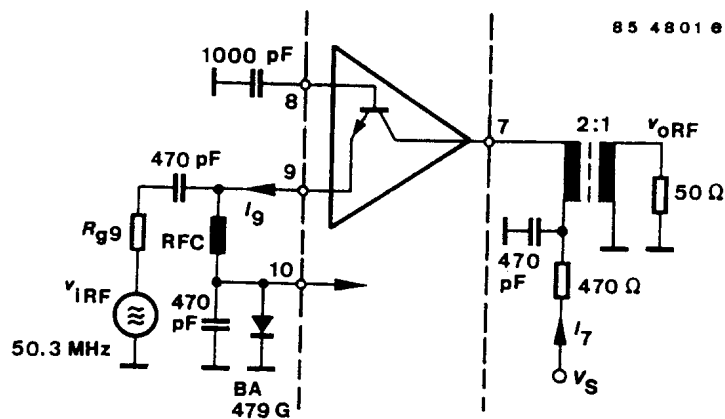 85 4801 e
1000 pF
8
7
2:1
VoRF
470 pF
9
50 Ω
Rg9
I9
RFC
10
470 pF
470 Ω
ViRF
470 pF
I7
50.3 MHz
BA
479 G
VS